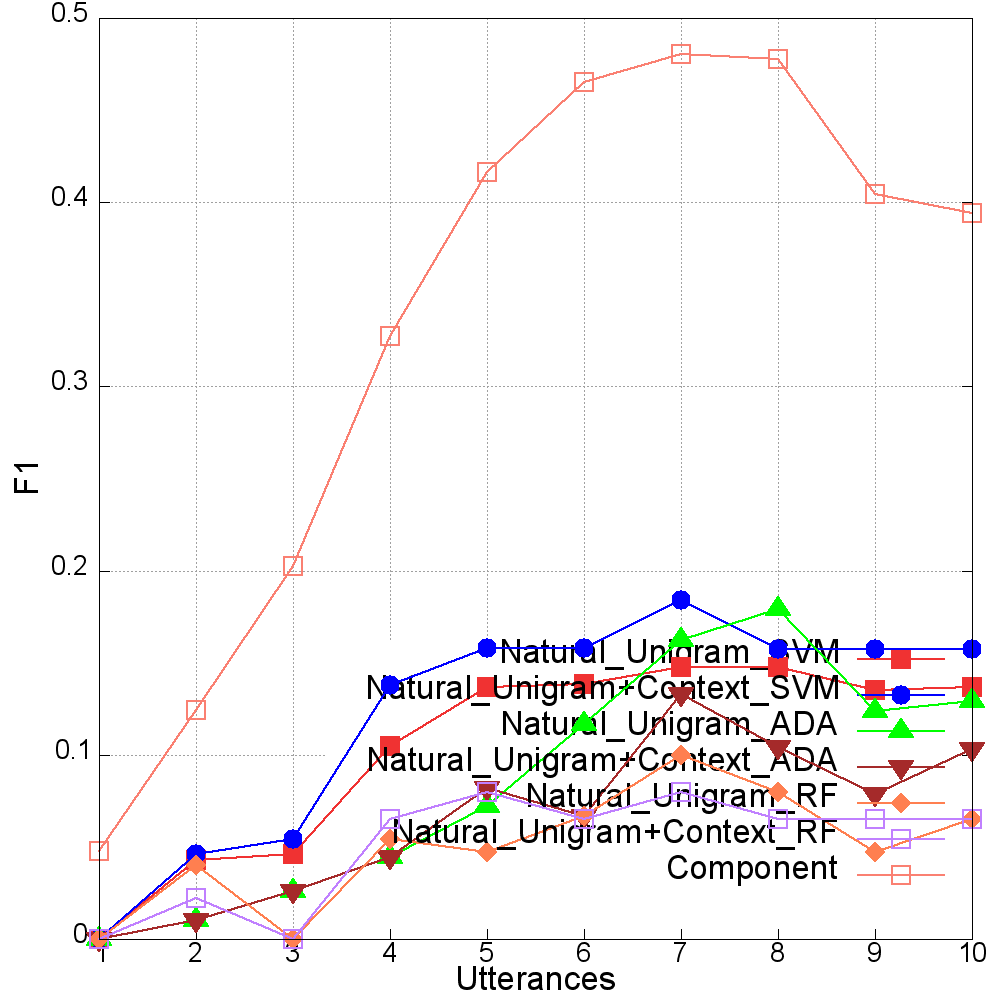 0.5
0.4
0.3
0.2
0.1
0
F1
Natural_Unigram_SVM
Natural_Unigram+Context_SVM
Natural_Unigram_ADA
Natural_Unigram+Context_ADA
Natural_Unigram_RF
Natural_Unigram+Context_RF
Component
1 2 3 4 5 6 7 8 9 10
Utterances